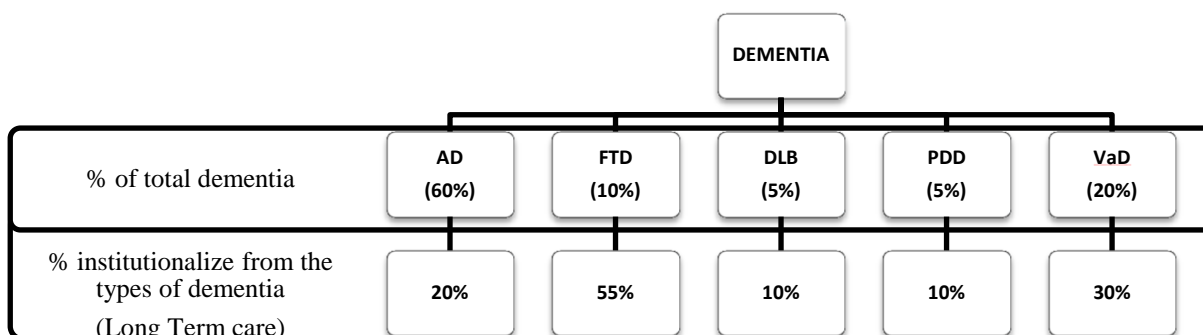 DEMENTIA
% of total dementia
AD
(60%)
FTD
(10%)
DLB
(5%)
PDD
(5%)
VaD
(20%)
% institutionalize from the
types of dementia
(Long Term care)
20%
55%
10%
10%
30%